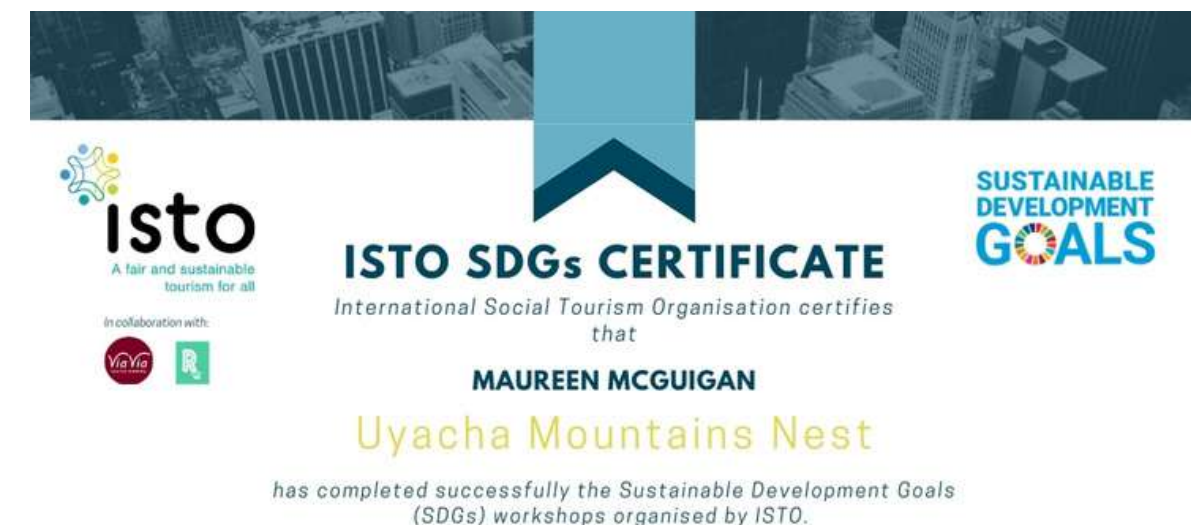 isto
A fair and sustainable
tourism for all
In collaboration with:
ViaVia
R
SUSTAINABLE
DEVELOPMENT
GOALS
ISTO SDGs CERTIFICATE
International Social Tourism Organisation certifies
that
MAUREEN MCGUIGAN
Uyacha Mountains Nest
has completed successfully the Sustainable Development Goals
(SDGs) workshops organised by ISTO.